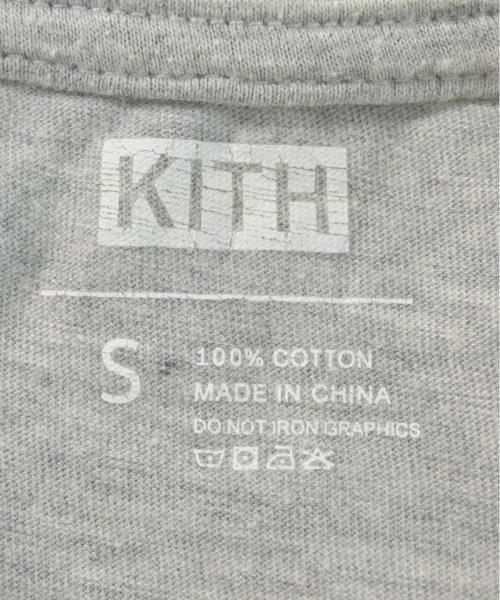 KITH
S
100% COTTON
MADE IN CHINA
DO NOT IRON GRAPHICS